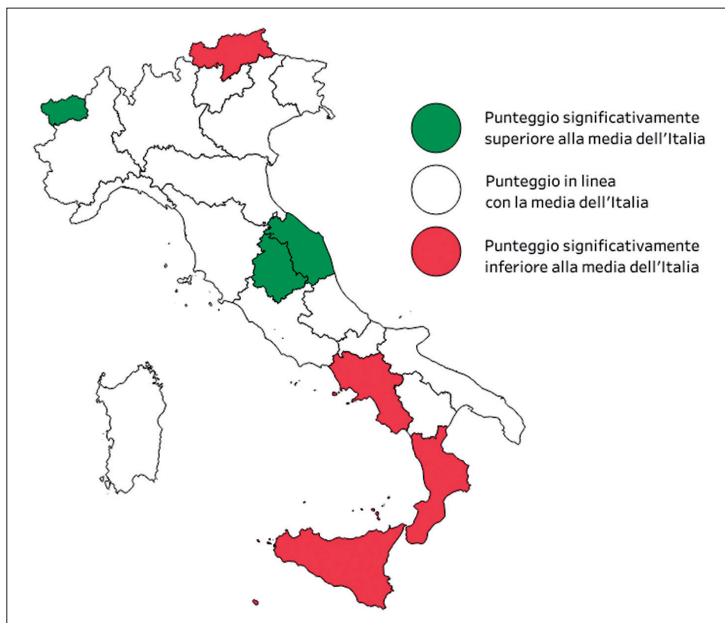 Punteggio significativamente
superiore alla media dell'Italia
Punteggio in linea
con la media dell'Italia
Punteggio significativamente
inferiore alla media dell'Italia